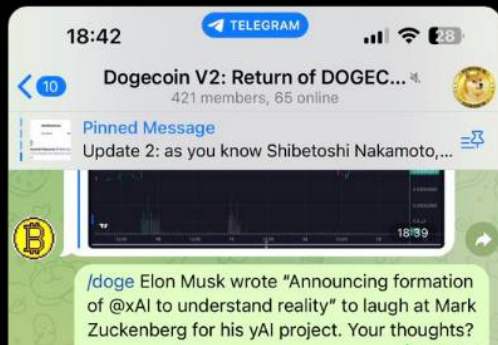 18:42
TELEGRAM
28
10
Dogecoin V2: Return of DOGEC...
421 members, 65 online
Pinned Message
Update 2: as you know Shibetoshi Nakamoto,...
18:39
/doge Elon Musk wrote "Announcing formation
of @xAI to understand reality" to laugh at Mark
Zuckenberg for his yAI project. Your thoughts?